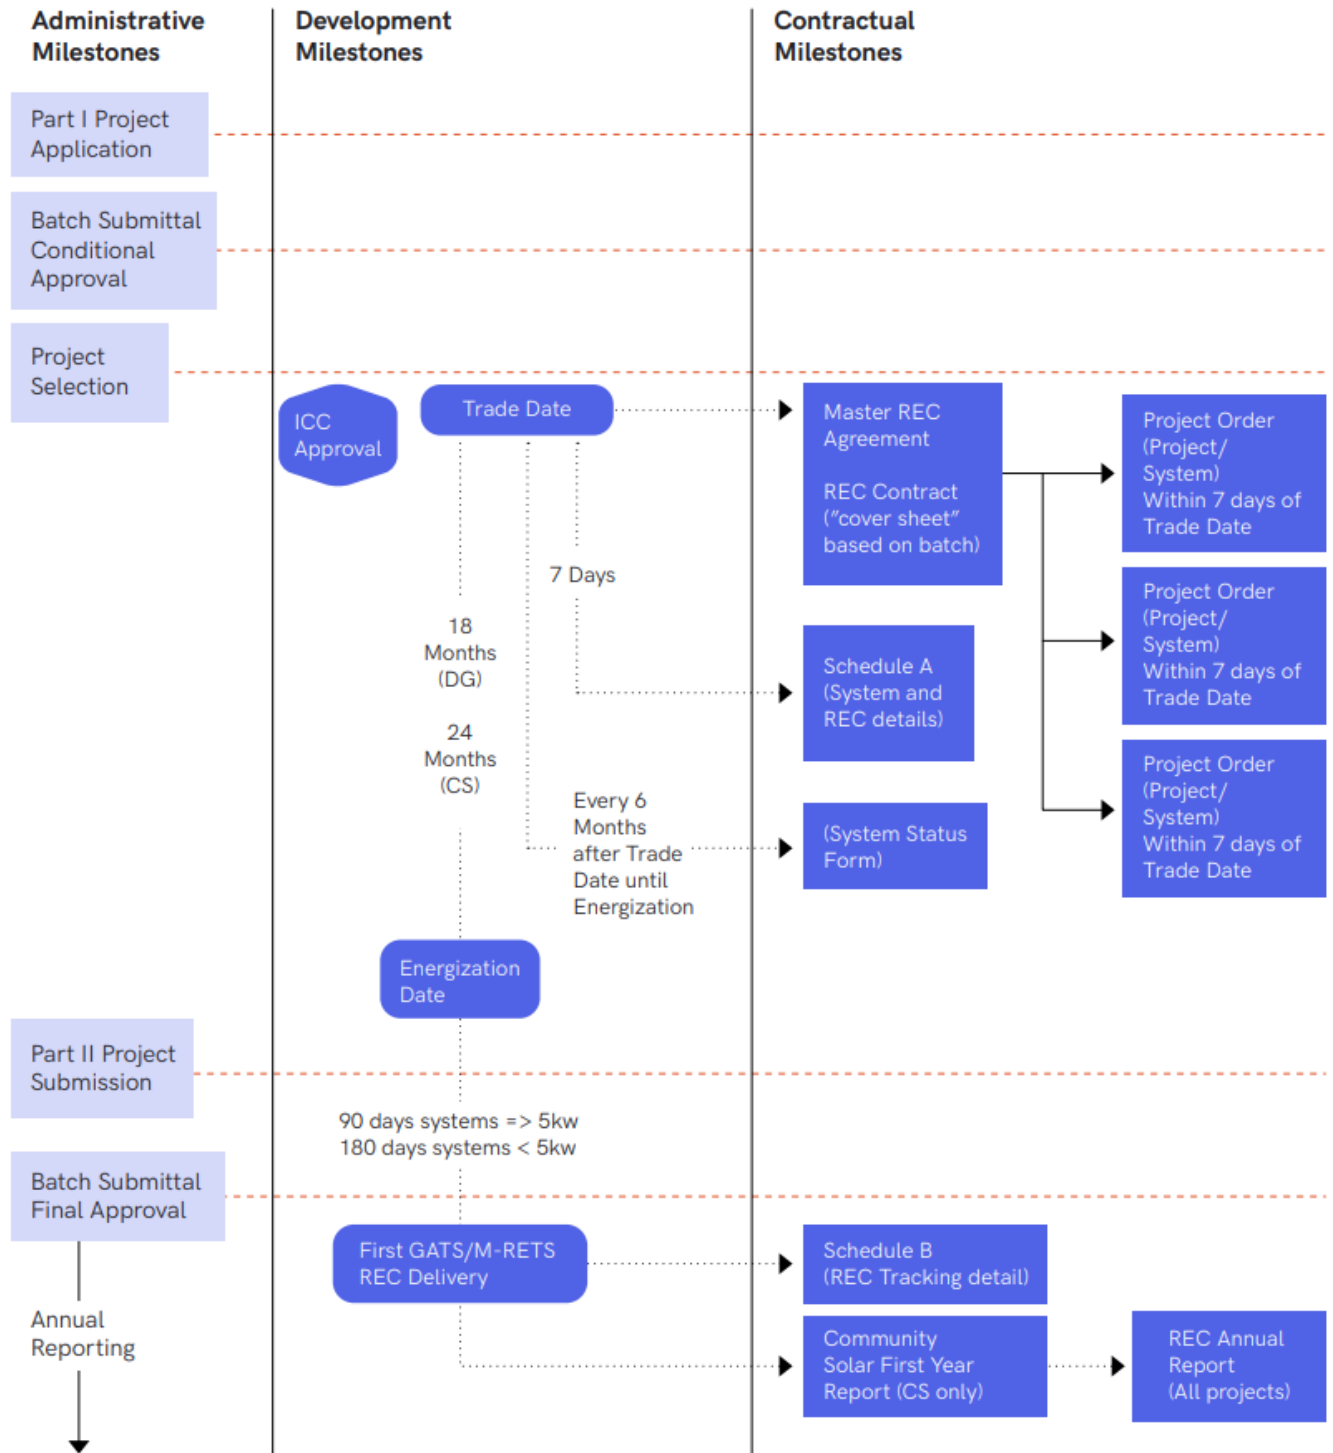 Administrative
Milestones
Development
Milestones
Contractual
Milestones
Part I Project
Application
Batch Submittal
Conditional
Approval
Project
Selection
ICC
Approval
Trade Date
Master REC
Agreement
REC Contract
("cover sheet"
based on batch)
Project Order
(Project/
System)
Within 7 days of
Trade Date
7 Days
Project Order
(Project/
System)
Within 7 days of
Trade Date
18
Months
(DG)
24
Months
(CS)
Schedule A
(System and
REC details)
Project Order
(Project/
System)
Within 7 days of
Trade Date
Every 6
Months
after Trade
Date until
Energization
(System Status
Form)
Energization
Date
Part II Project
Submission
90 days systems => 5kw
180 days systems < 5kw
Batch Submittal
Final Approval
First GATS/M-RETS
REC Delivery
Schedule B
(REC Tracking detail)
Annual
Reporting
Community
Solar First Year
Report (CS only)
REC Annual
Report
(All projects)